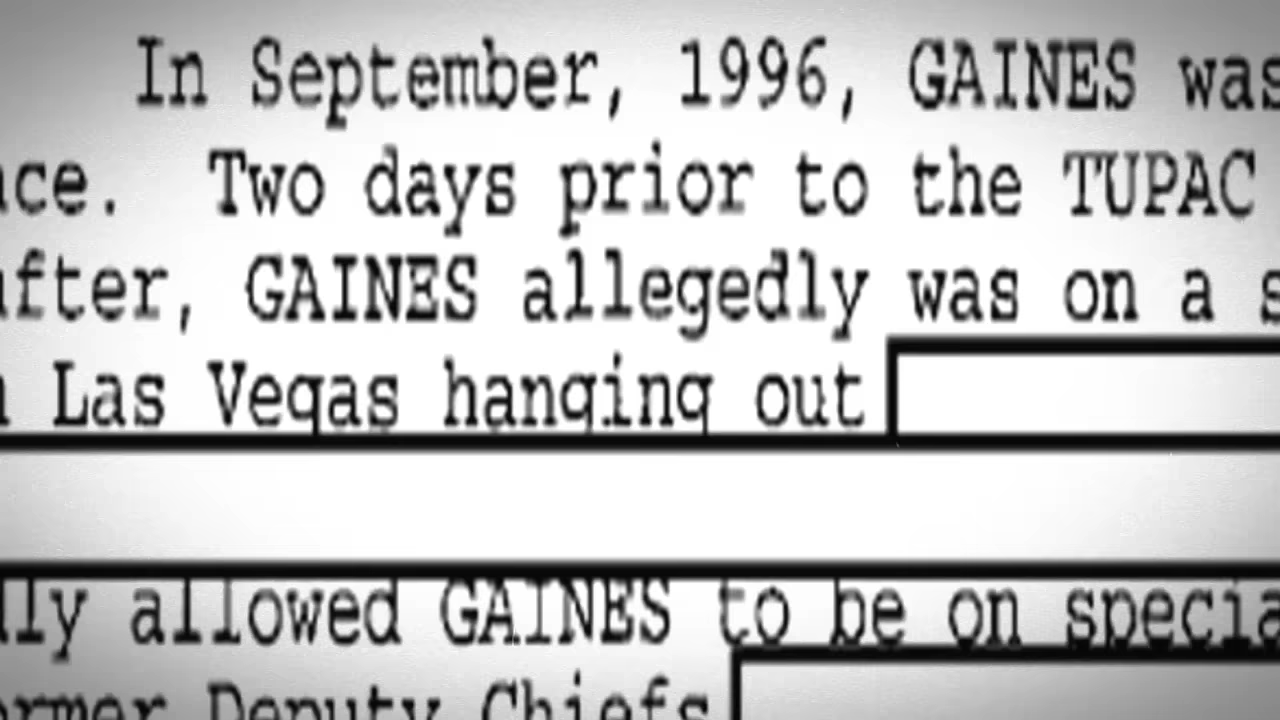 In September, 1996, GAINES was
ce. Two days prior to the TUPAC
fter, GAINES allegedly was on a s
Las Vegas hanging out
lly allowed GAINES to be on specia
ormer Deputy Chiefs